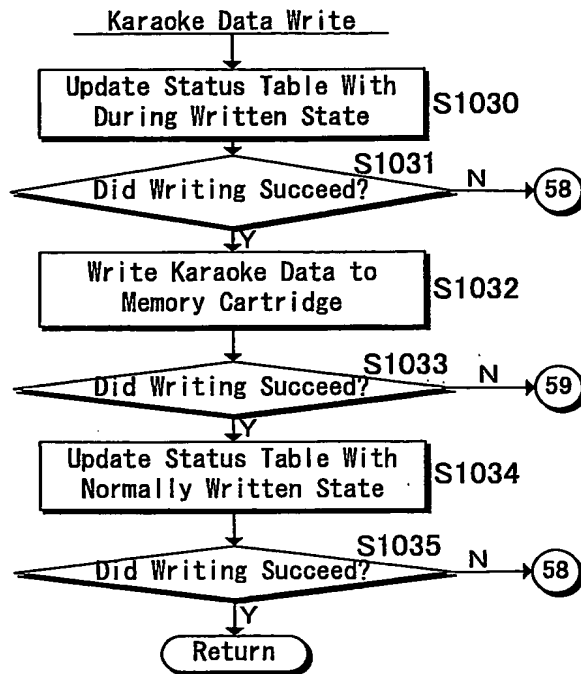 Karaoke Data Write
Update Status Table With
During Written State
S1030
S1031
Did Writing Succeed?
N
58
Y
Write Karaoke Data to
Memory Cartridge
S1032
S1033
Did Writing Succeed?
N
59
Y
Update Status Table With
Normally Written State
S1034
S1035
Did Writing Succeed?
N
58
Y
Return